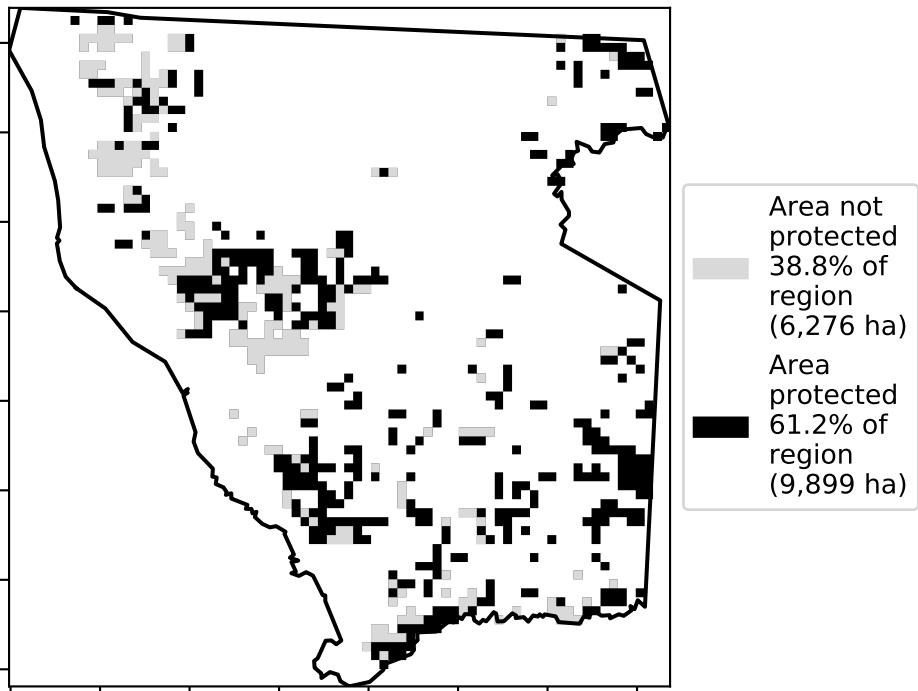 Area not
protected
38.8% of
region
(6,276 ha)
Area
protected
61.2% of
region
(9,899 ha)